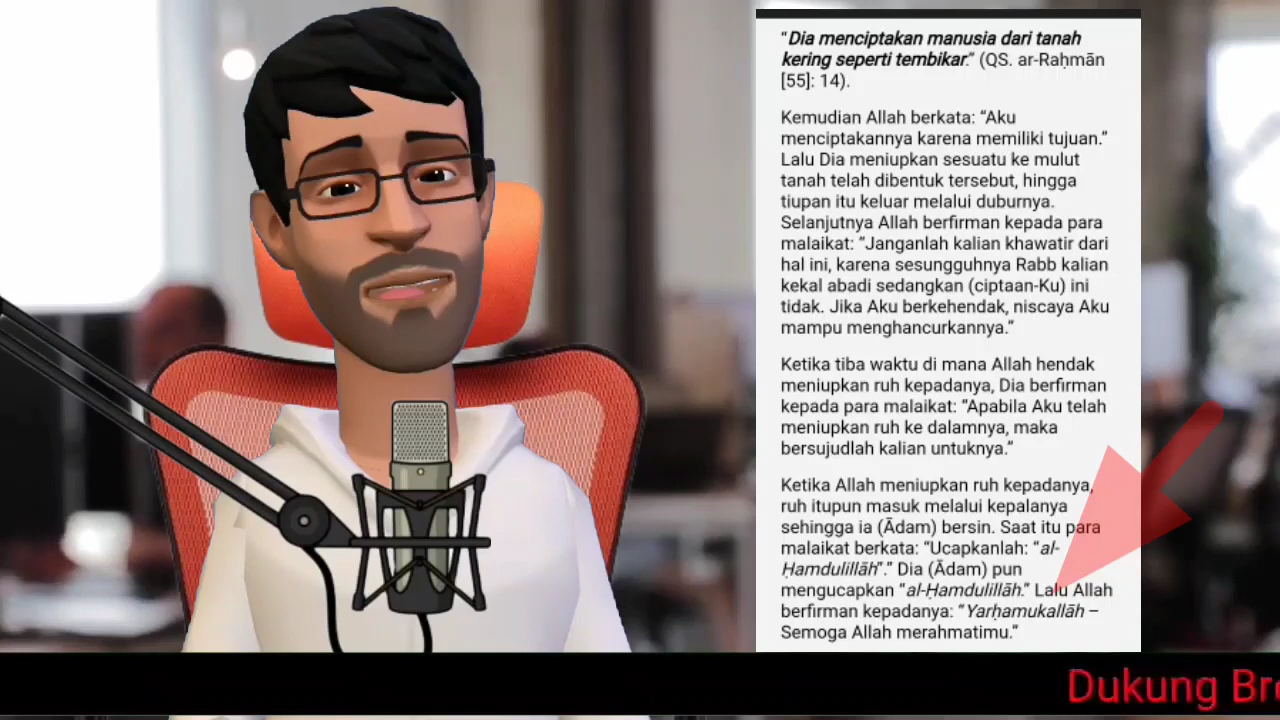 “Dia menciptakan manusia dari tanah
kering seperti tembikar.” (QS. ar-Raḥmān
[55]: 14).
Kemudian Allah berkata: “Aku
menciptakannya karena memiliki tujuan.”
Lalu Dia meniupkan sesuatu ke mulut
tanah telah dibentuk tersebut, hingga
tiupan itu keluar melalui duburnya.
Selanjutnya Allah berfirman kepada para
malaikat: “Janganlah kalian khawatir dari
hal ini, karena sesungguhnya Rabb kalian
kekal abadi sedangkan (ciptaan-Ku) ini
tidak. Jika Aku berkehendak, niscaya Aku
mampu menghancurkannya.”
Ketika tiba waktu di mana Allah hendak
meniupkan ruh kepadanya, Dia berfirman
kepada para malaikat: “Apabila Aku telah
meniupkan ruh ke dalamnya, maka
bersujudlah kalian untuknya.”
Ketika Allah meniupkan ruh kepadanya,
ruh itupun masuk melalui kepalanya
sehingga ia (Ādam) bersin. Saat itu para
malaikat berkata: “Ucapkanlah: “al-
Ḥamdulillāh”.” Dia (Ādam) pun
mengucapkan “al-Ḥamdulillāh.” Lalu Allah
berfirman kepadanya: “Yarḥamukallāh –
Semoga Allah merahmatimu.”
Dukung